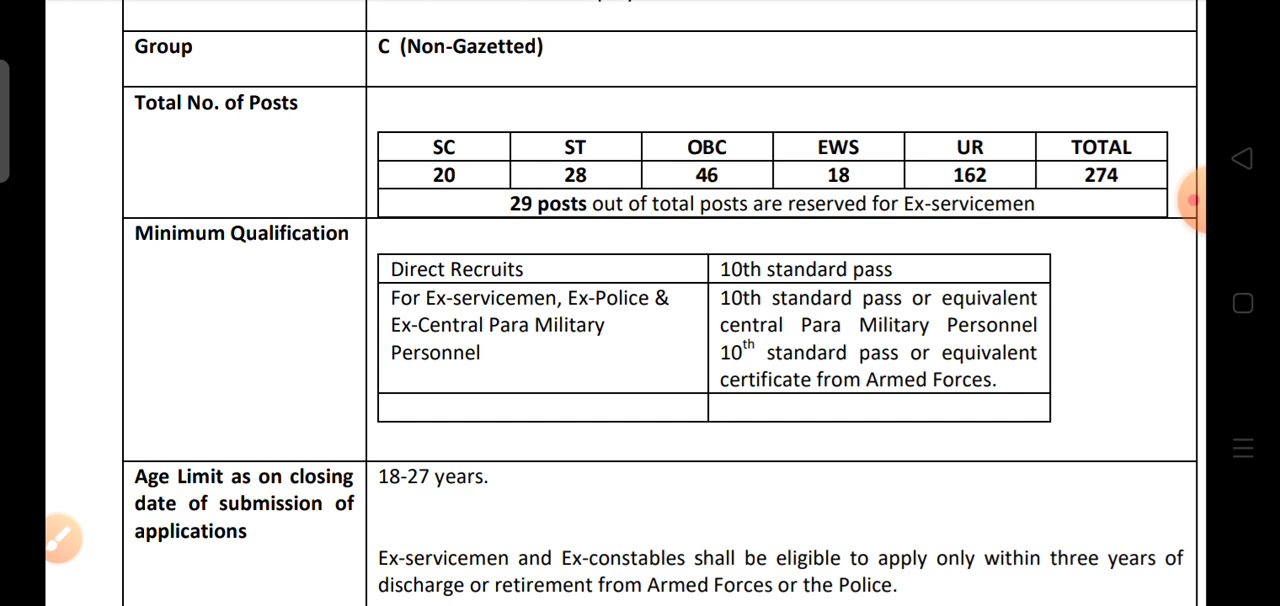 Group
C (Non-Gazetted)
Total No. of Posts
SC ST OBC EWS UR TOTAL
20 28 46 18 162 274
29 posts out of total posts are reserved for Ex-servicemen
Minimum Qualification
Direct Recruits
10th standard pass
For Ex-servicemen, Ex-Police &
Ex-Central Para Military
Personnel
10th standard pass or equivalent
central Para Military Personnel
10th standard pass or equivalent
certificate from Armed Forces.
Age Limit as on closing
date of submission of
applications
18-27 years.
Ex-servicemen and Ex-constables shall be eligible to apply only within three years of
discharge or retirement from Armed Forces or the Police.